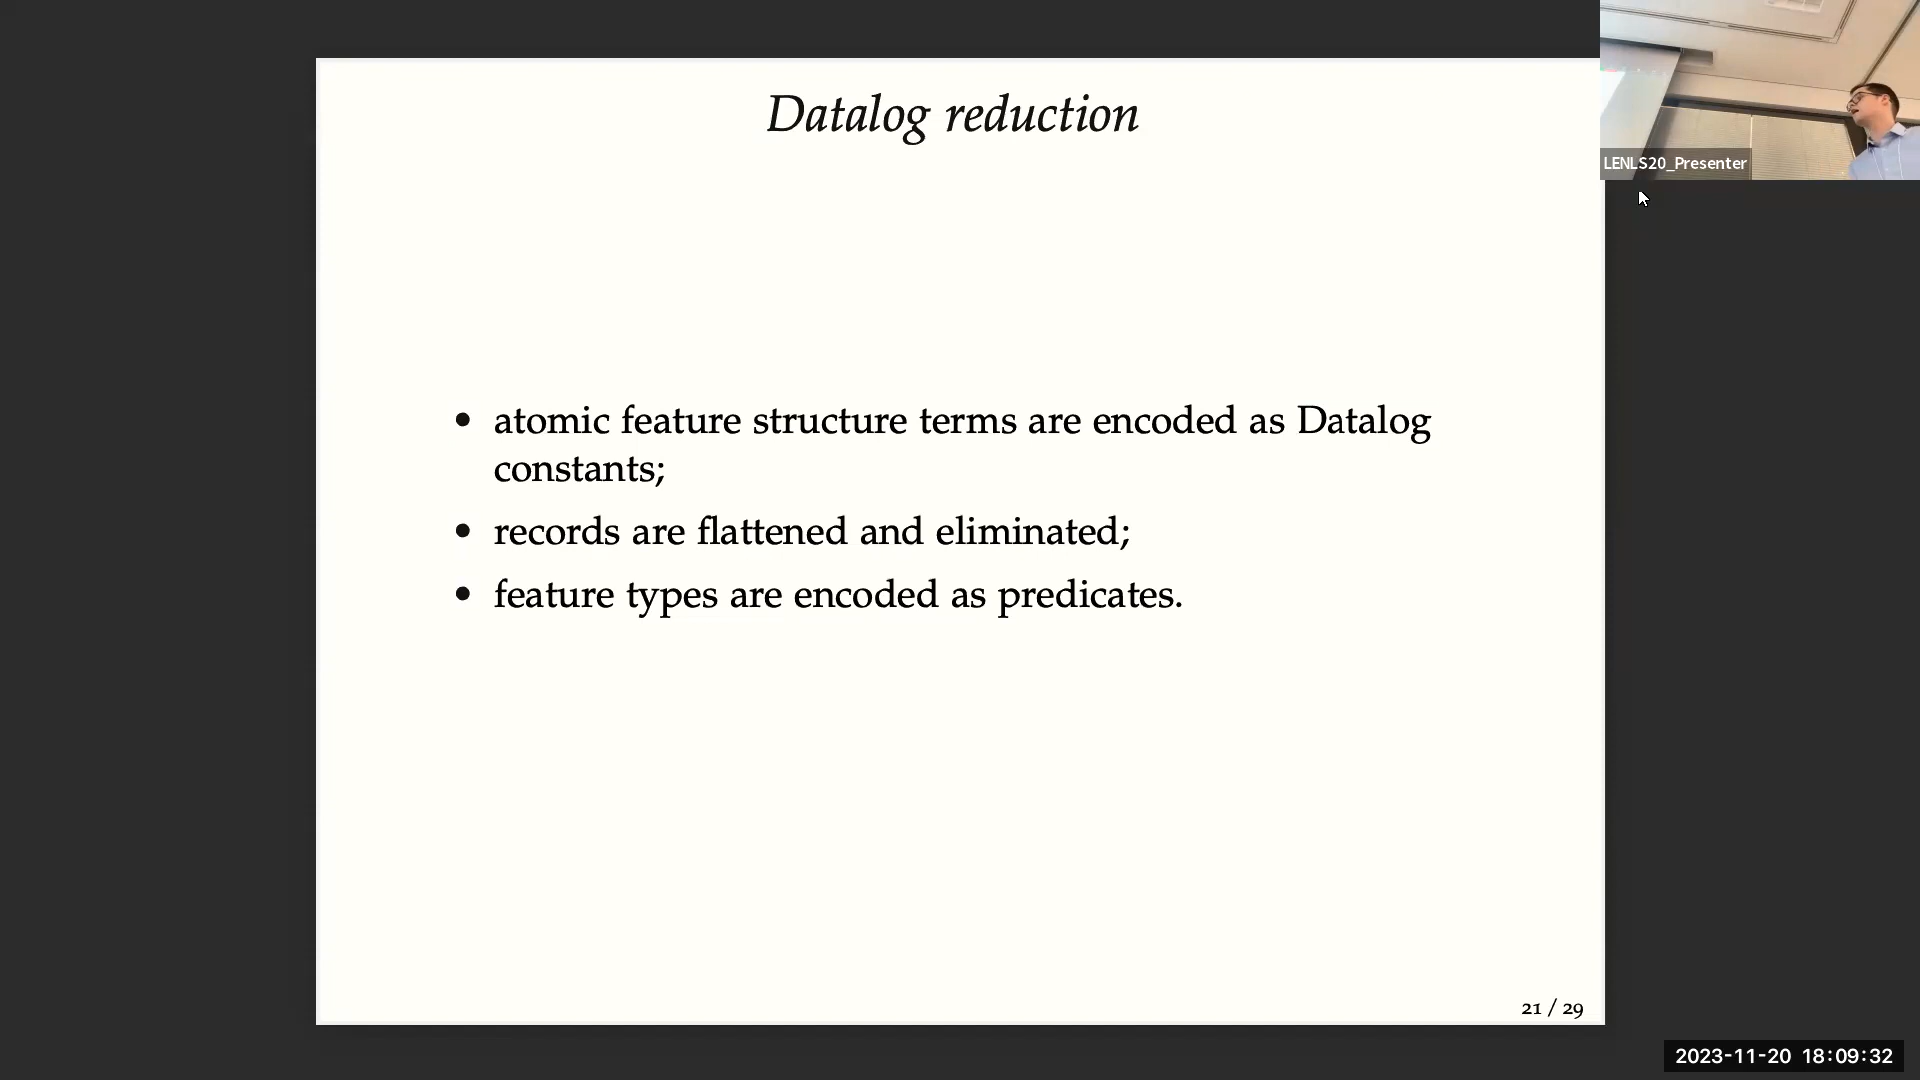 Datalog reduction
LENLS20_Presenter
• atomic feature structure terms are encoded as Datalog
constants;
• records are flattened and eliminated;
• feature types are encoded as predicates.
21 / 29
2023-11-20 18:09:32